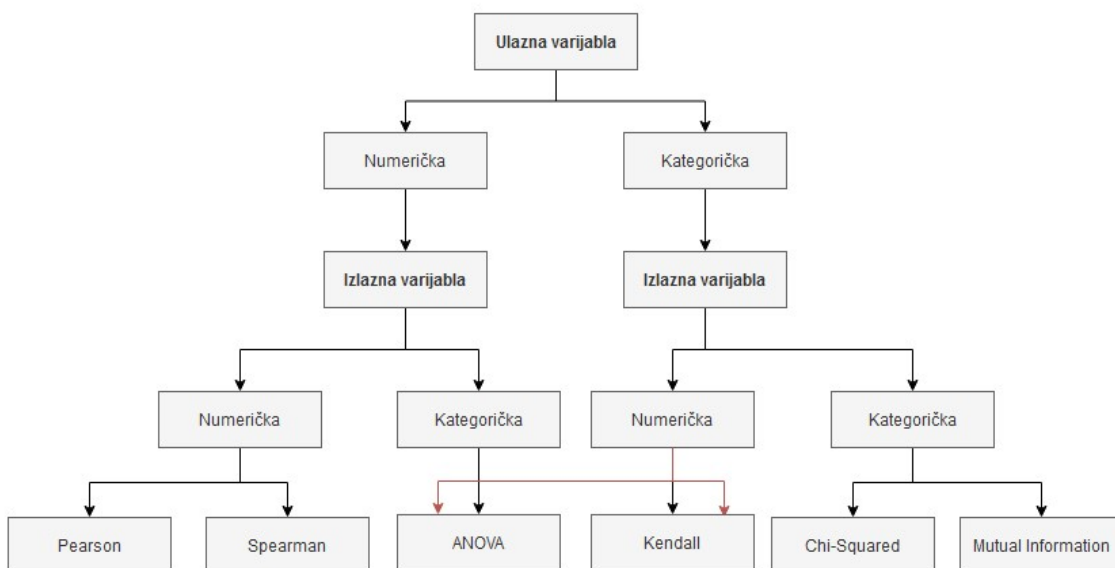 Ulazna varijabla
Numerička
Kategorička
Izlazna varijabla
Izlazna varijabla
Numerička
Kategorička
Numerička
Kategorička
Pearson
Spearman
ANOVA
Kendall
Chi-Squared
Mutual Information